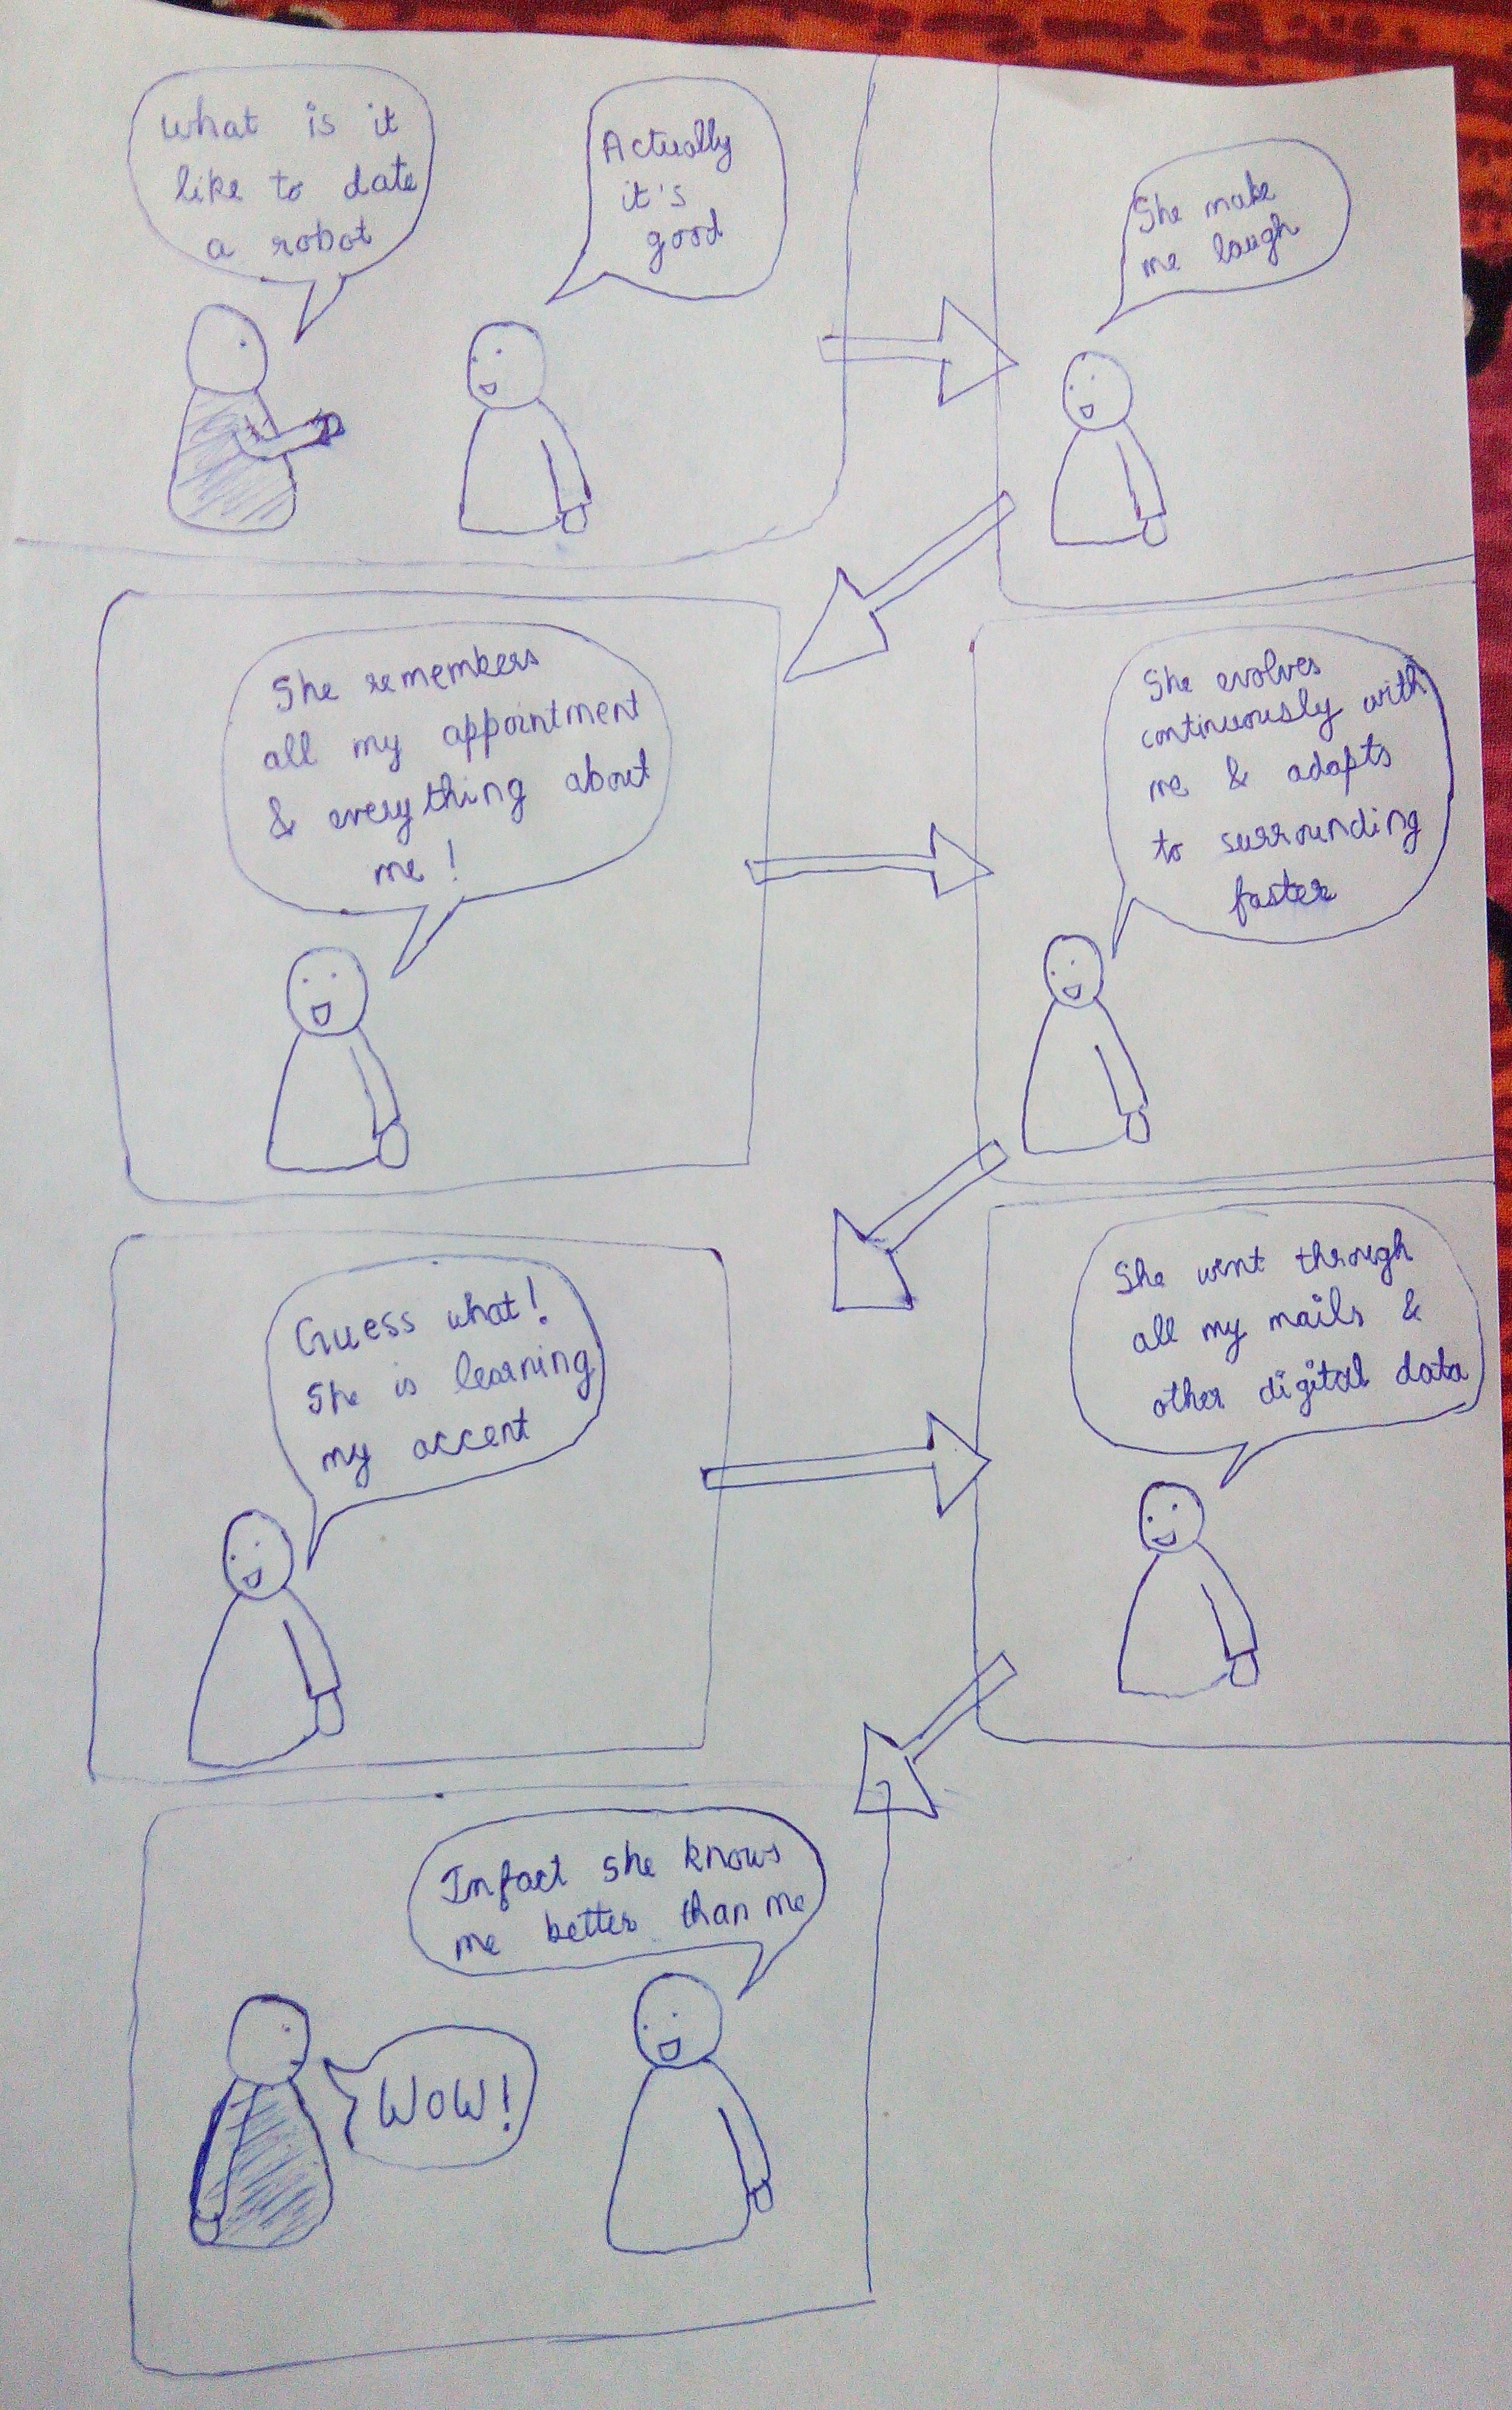 what is it
like to date
a robot
Actually
it's
good
She make
me laugh
She remembers
all my appointment
& everything about
me!
She evolves
continuously with
me & adapts
to surrounding
faster
Guess what!
She is learning
my accent
She went through
all my mails &
other digital data
Infact she knows
me better than me
WOW!